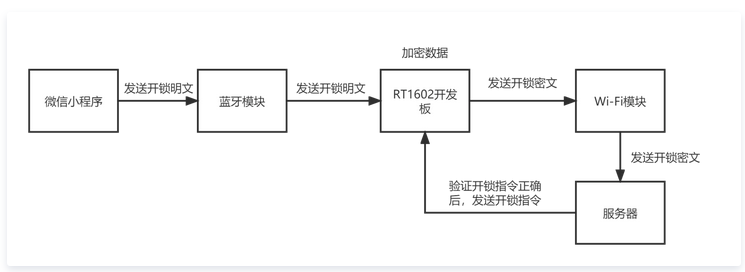 加密数据
微信小程序
发送开锁明文
蓝牙模块
发送开锁明文
RT1602开发
板
发送开锁密文
Wi-Fi模块
发送开锁密文
验证开锁指令正确
后，发送开锁指令
服务器